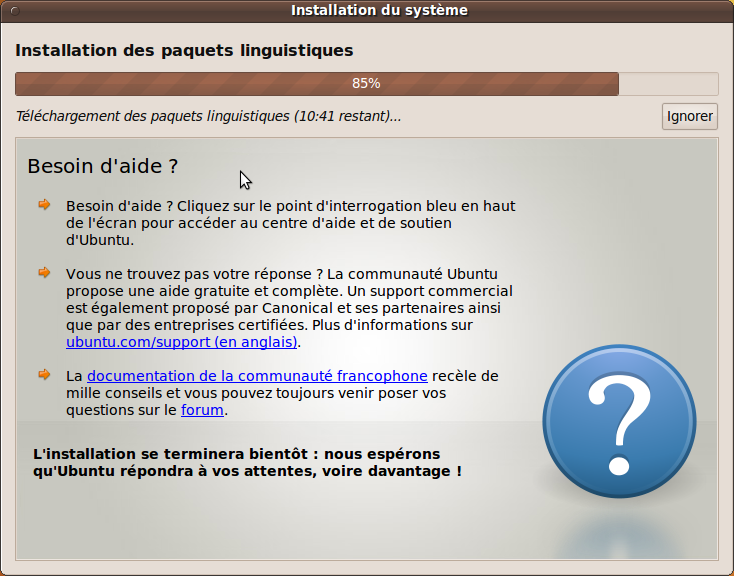 Installation du système
Installation des paquets linguistiques
85%
Téléchargement des paquets linguistiques (10:41 restant)...
Ignorer
Besoin d'aide ?
Besoin d'aide ? Cliquez sur le point d'interrogation bleu en haut
de l'écran pour accéder au centre d'aide et de soutien
d'Ubuntu.
Vous ne trouvez pas votre réponse ? La communauté Ubuntu
propose une aide gratuite et complète. Un support commercial
est également proposé par Canonical et ses partenaires ainsi
que par des entreprises certifiées. Plus d'informations sur
ubuntu.com/support (en anglais).
La documentation de la communauté francophone recèle de
mille conseils et vous pouvez toujours venir poser vos
questions sur le forum.
L'installation se terminera bientôt : nous espérons
qu'Ubuntu répondra à vos attentes, voire davantage !
?